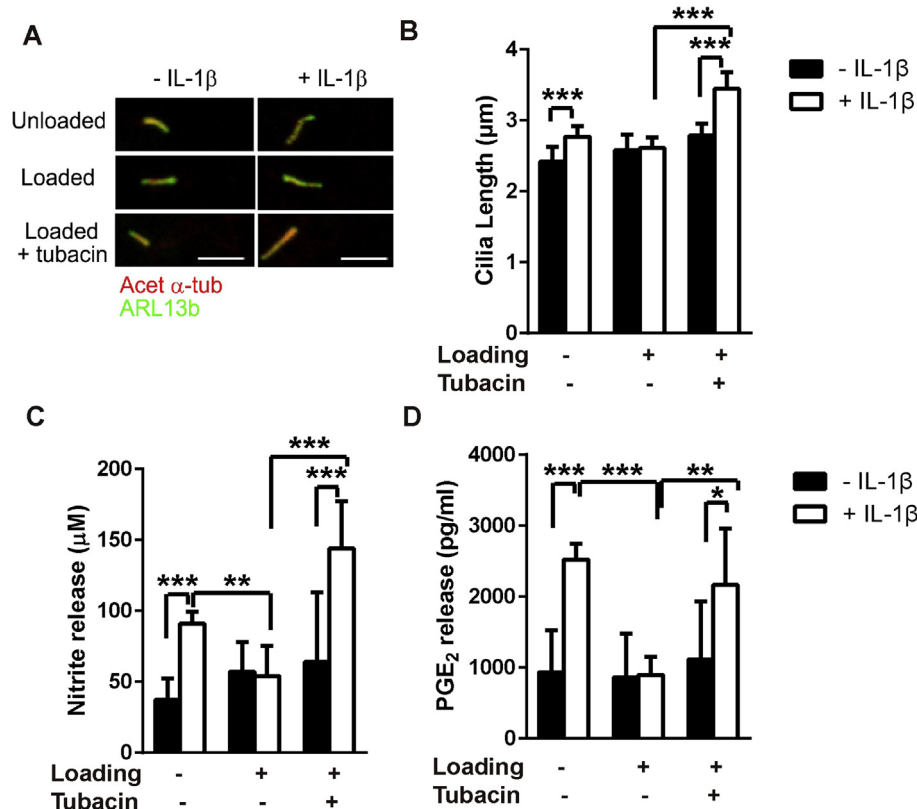 A
- IL-1β + IL-1β
Unloaded
Loaded
Loaded
+ tubacin
Acet α-tub
ARL13b
B
Cilia Length (µm)
6
4
2
0
***
***
***
- IL-1β
+ IL-1β
Loading - + +
Tubacin - - +
C
Nitrite release (µM)
200
150
100
50
0
***
**
***
***
Loading - + +
Tubacin - - +
D
PGE₂ release (pg/ml)
4000
3000
2000
1000
0
***
***
**
*
- IL-1β
+ IL-1β
Loading - + +
Tubacin - - +